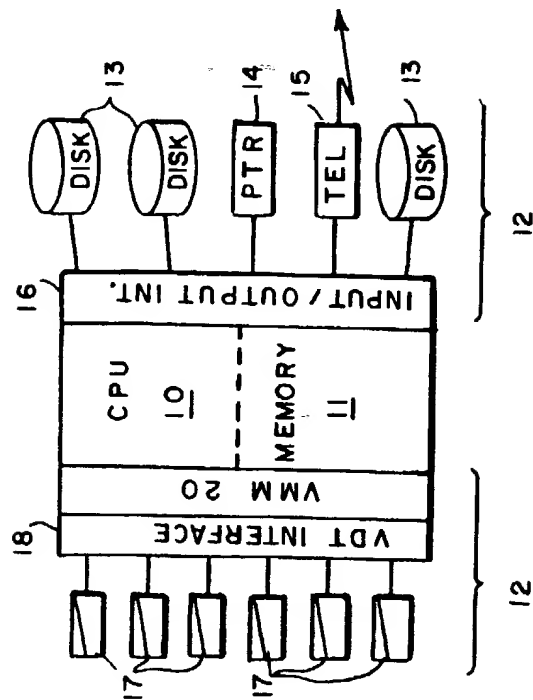 13
DISK
DISK
14
PTR
15
TEL
13
DISK
12
16
INPUT / OUTPUT INT.
CPU
10
MEMORY
11
VMM 20
VDT INTERFACE
18
17
17
12